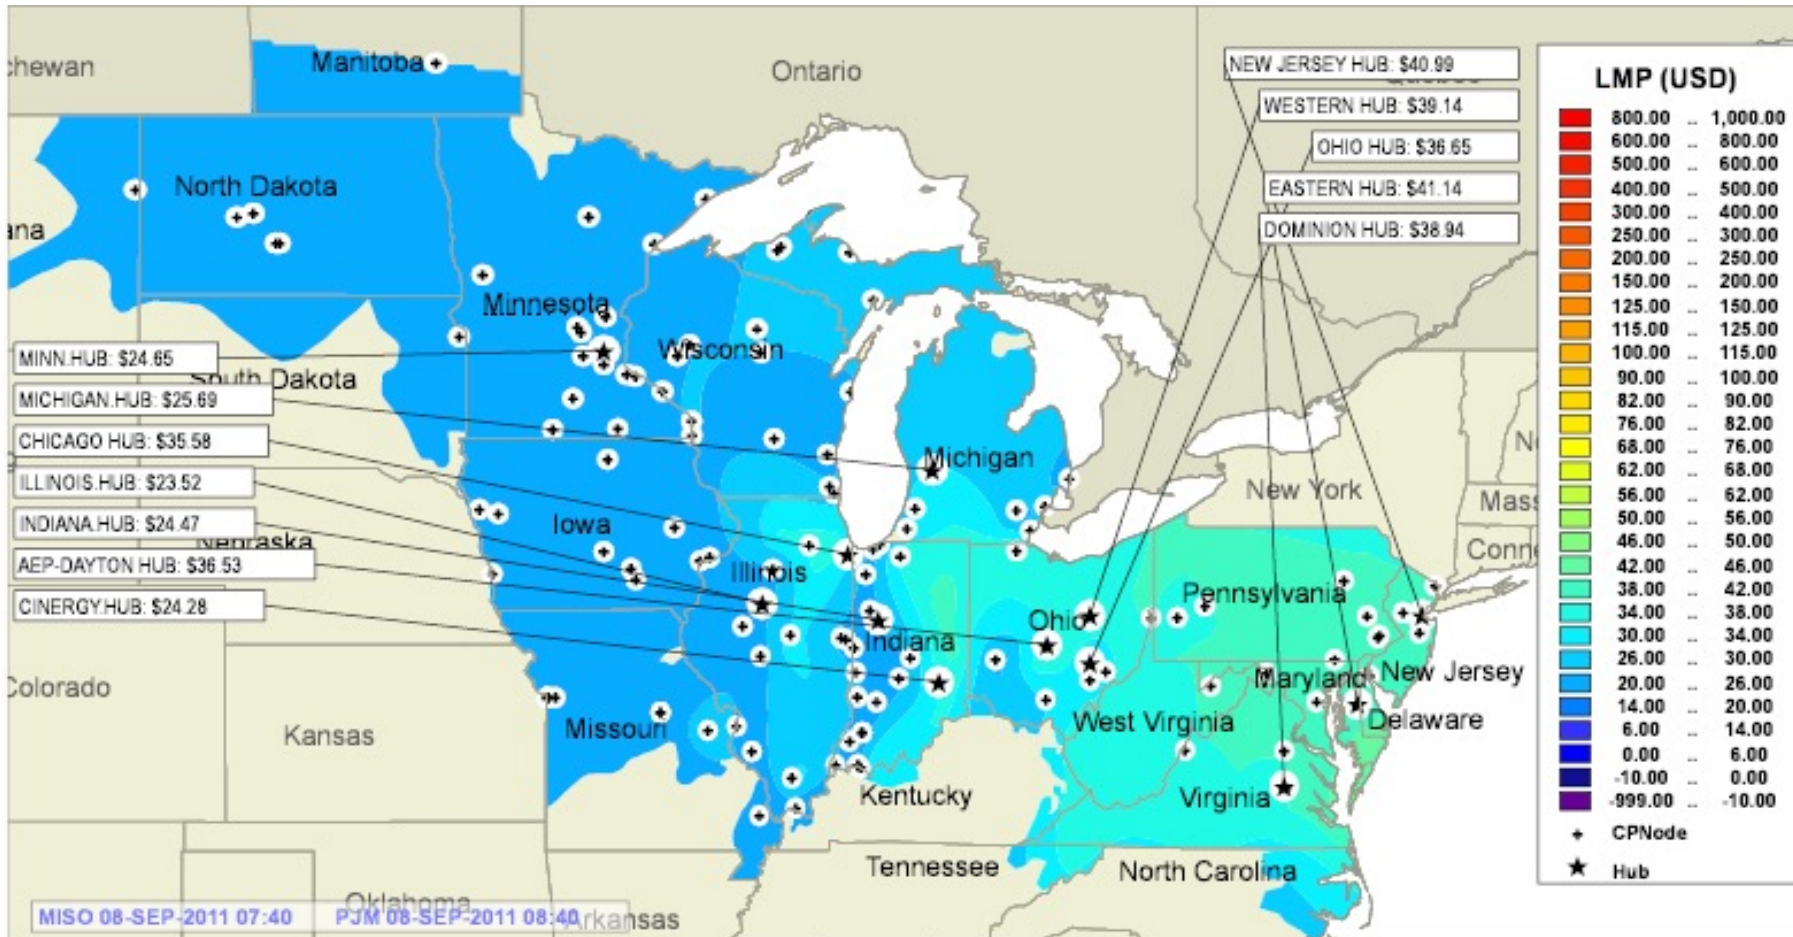 chewan
Manitoba
Ontario
North Dakota
ana
Minnesota
Wisconsin
South Dakota
Michigan
Iowa
Nebraska
Illinois
Indiana
Ohio
Pennsylvania
New York
Mass
Conne
New Jersey
Maryland
Delaware
West Virginia
Virginia
Colorado
Kansas
Missouri
Kentucky
Tennessee
North Carolina
Oklahoma
Arkansas
MINN.HUB: $24.65
MICHIGAN.HUB: $25.69
CHICAGO HUB: $35.58
ILLINOIS.HUB: $23.52
INDIANA.HUB: $24.47
AEP-DAYTON HUB: $36.53
CINERGY.HUB: $24.28
NEW JERSEY HUB: $40.99
WESTERN HUB: $39.14
OHIO HUB: $36.65
EASTERN HUB: $41.14
DOMINION HUB: $38.94
LMP (USD)
800.00 .. 1,000.00
600.00 .. 800.00
500.00 .. 600.00
400.00 .. 500.00
300.00 .. 400.00
250.00 .. 300.00
200.00 .. 250.00
150.00 .. 200.00
125.00 .. 150.00
115.00 .. 125.00
100.00 .. 115.00
90.00 .. 100.00
82.00 .. 90.00
76.00 .. 82.00
68.00 .. 76.00
62.00 .. 68.00
56.00 .. 62.00
50.00 .. 56.00
46.00 .. 50.00
42.00 .. 46.00
38.00 .. 42.00
34.00 .. 38.00
30.00 .. 34.00
26.00 .. 30.00
20.00 .. 26.00
14.00 .. 20.00
6.00 .. 14.00
0.00 .. 6.00
-10.00 .. 0.00
-999.00 .. -10.00
CPNode
Hub
MISO 08-SEP-2011 07:40 PJM 08-SEP-2011 08:40